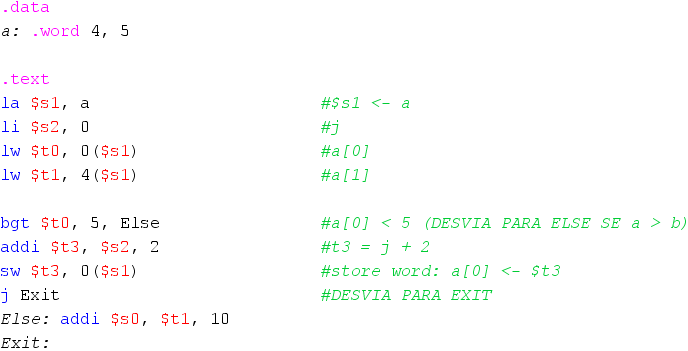 .data
a: .word 4, 5
.text
la $s1, a #$s1 <- a
li $s2, 0 #j
lw $t0, 0($s1) #a[0]
lw $t1, 4($s1) #a[1]
bgt $t0, 5, Else #a[0] < 5 (DESVIA PARA ELSE SE a > b)
addi $t3, $s2, 2 #t3 = j + 2
sw $t3, 0($s1) #store word: a[0] <- $t3
j Exit #DESVIA PARA EXIT
Else: addi $s0, $t1, 10
Exit: